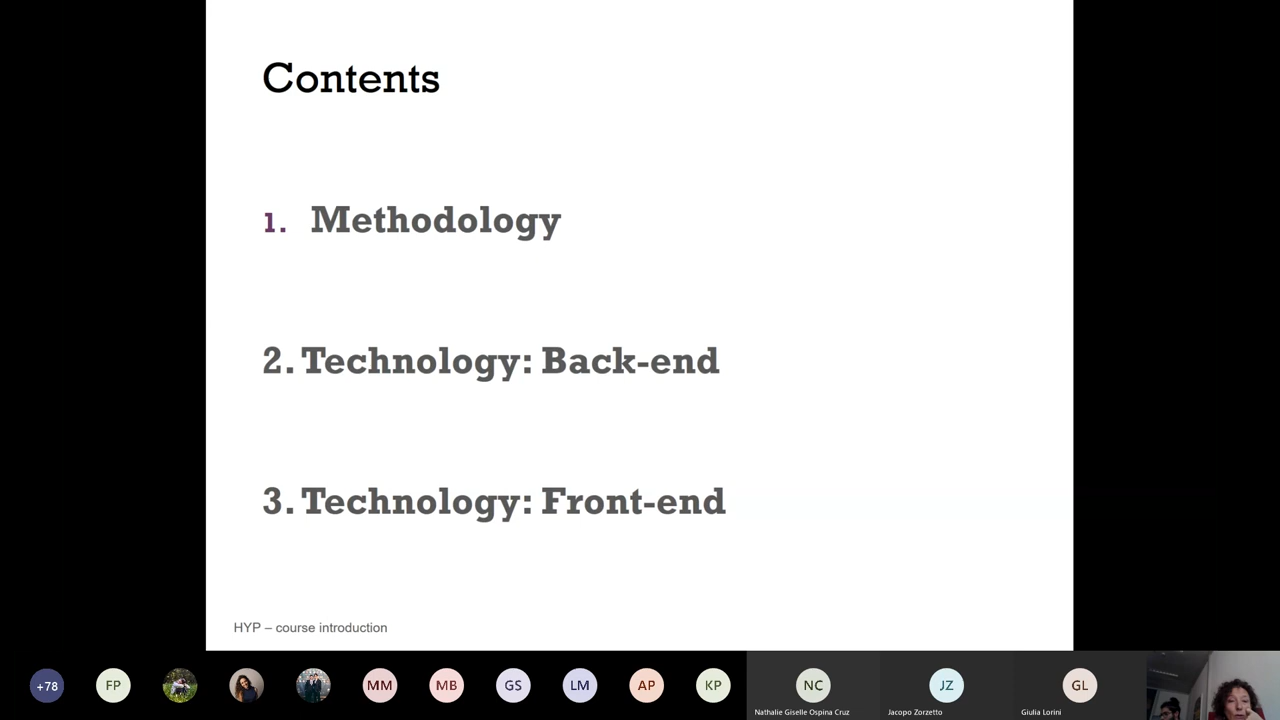 Contents
1. Methodology
2. Technology: Back-end
3. Technology: Front-end
HYP – course introduction
+78
FP
MM
MB
GS
LM
AP
KP
NC
JZ
GL
Nathalie Giselle Ospina Cruz
Jacopo Zorzetto
Giulia Lorini